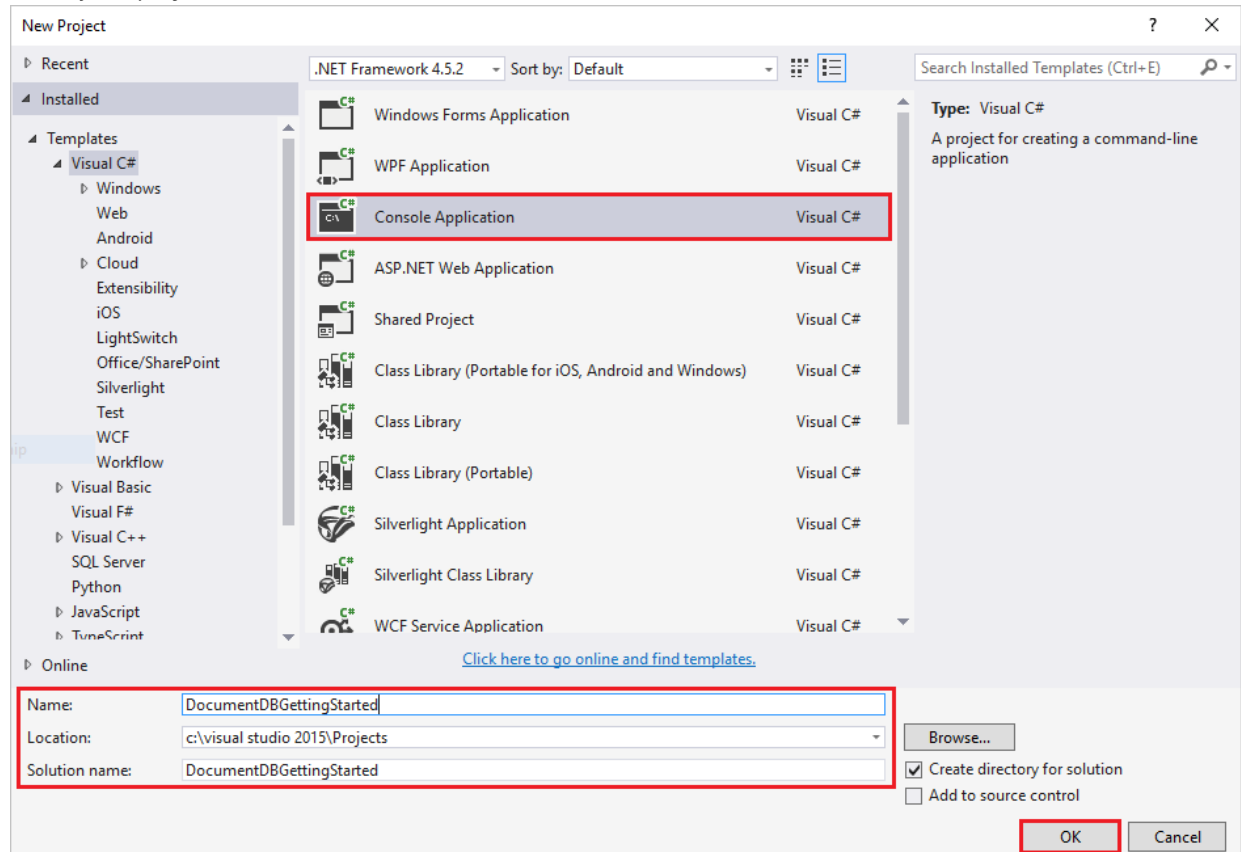 New Project
?
Recent
Installed
Templates
Visual C#
Windows
Web
Android
Cloud
Extensibility
iOS
LightSwitch
Office/SharePoint
Silverlight
Test
WCF
Workflow
Visual Basic
Visual F#
Visual C++
SQL Server
Python
JavaScript
TypeScript
Online
.NET Framework 4.5.2 Sort by: Default
Windows Forms Application Visual C#
WPF Application Visual C#
Console Application Visual C#
ASP.NET Web Application Visual C#
Shared Project Visual C#
Class Library (Portable for iOS, Android and Windows) Visual C#
Class Library Visual C#
Class Library (Portable) Visual C#
Silverlight Application Visual C#
Silverlight Class Library Visual C#
WCF Service Application Visual C#
Click here to go online and find templates.
Search Installed Templates (Ctrl+E)
Type: Visual C#
A project for creating a command-line
application
Name: DocumentDBGettingStarted
Location: c:\visual studio 2015\Projects
Browse...
Solution name: DocumentDBGettingStarted
Create directory for solution
Add to source control
OK Cancel